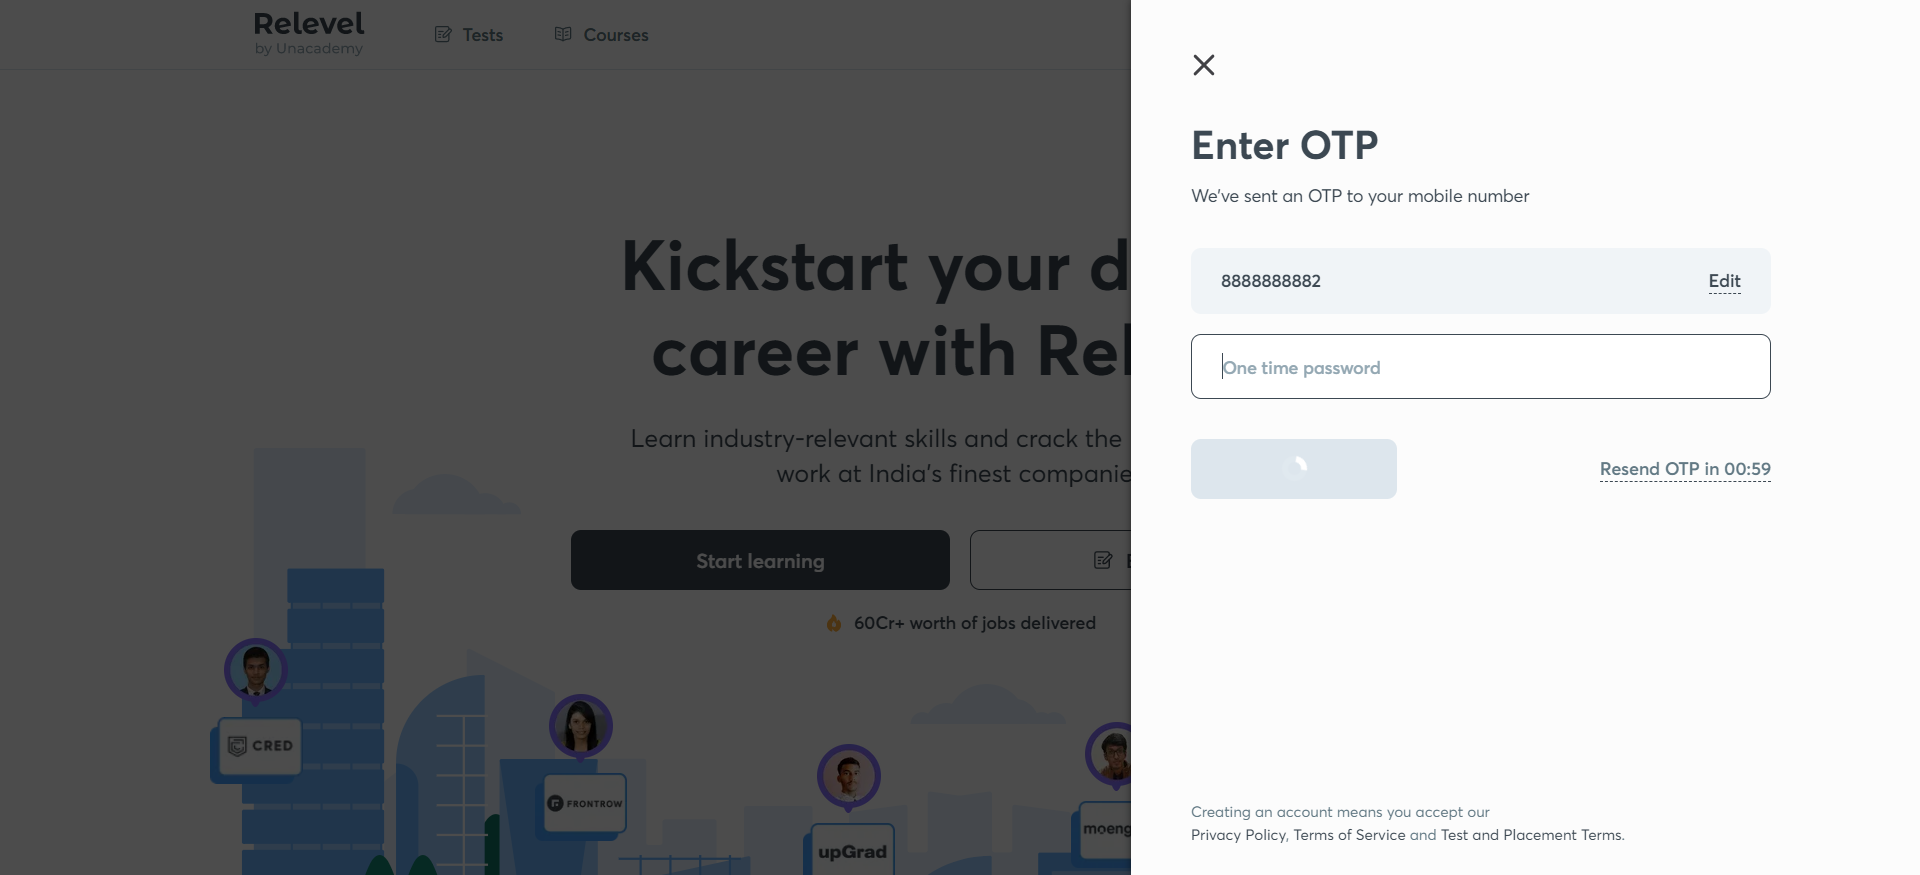 Relevel
by Unacademy
Tests
Courses
Kickstart your d
career with Rel
Learn industry-relevant skills and crack the
work at India's finest companie
Start learning
60Cr+ worth of jobs delivered
CRED
FRONTROW
upGrad
moeng
Enter OTP
We've sent an OTP to your mobile number
8888888882
Edit
One time password
Resend OTP in 00:59
Creating an account means you accept our
Privacy Policy, Terms of Service and Test and Placement Terms.